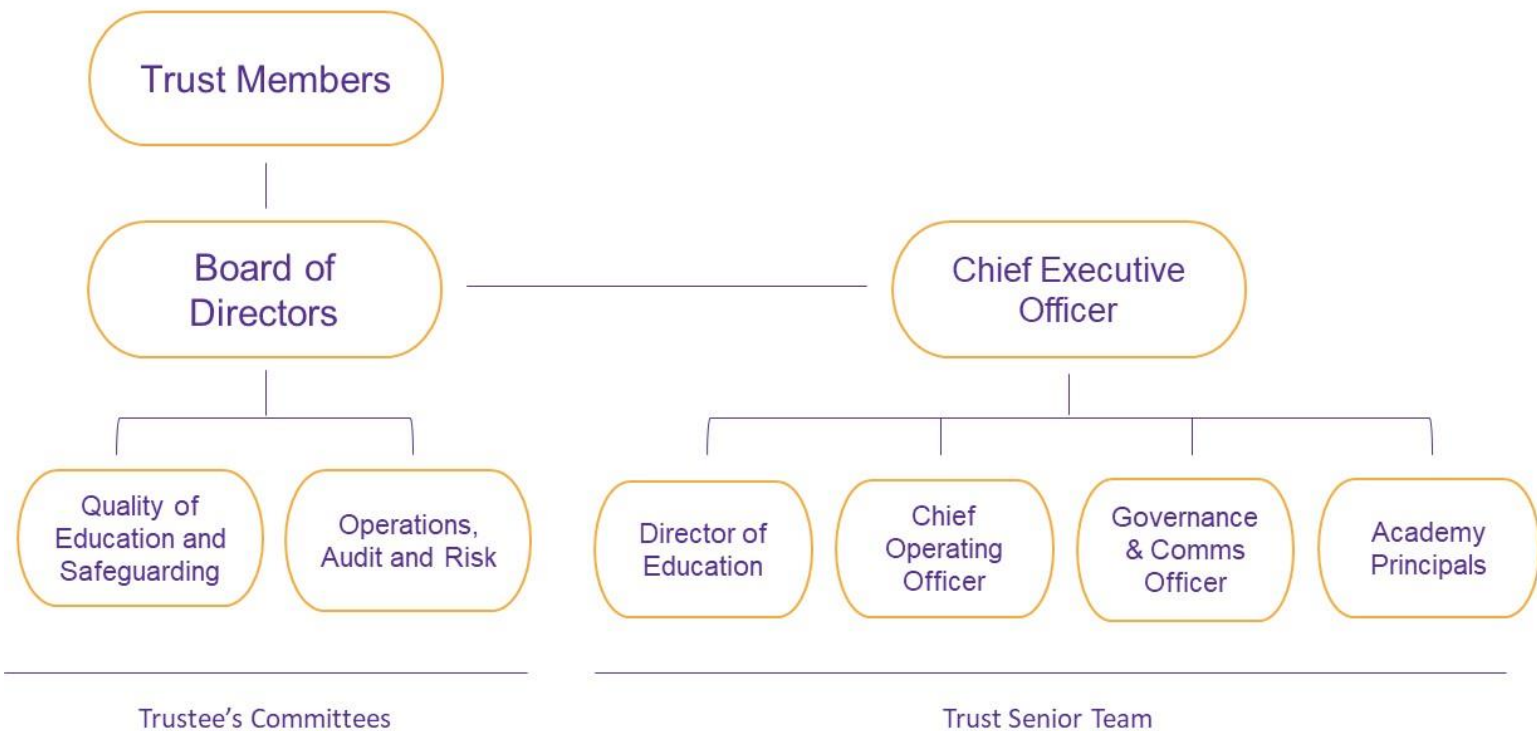 Trust Members
Board of
Directors
Chief Executive
Officer
Quality of
Education and
Safeguarding
Operations,
Audit and Risk
Director of
Education
Chief
Operating
Officer
Governance
& Comms
Officer
Academy
Principals
Trustee’s Committees
Trust Senior Team